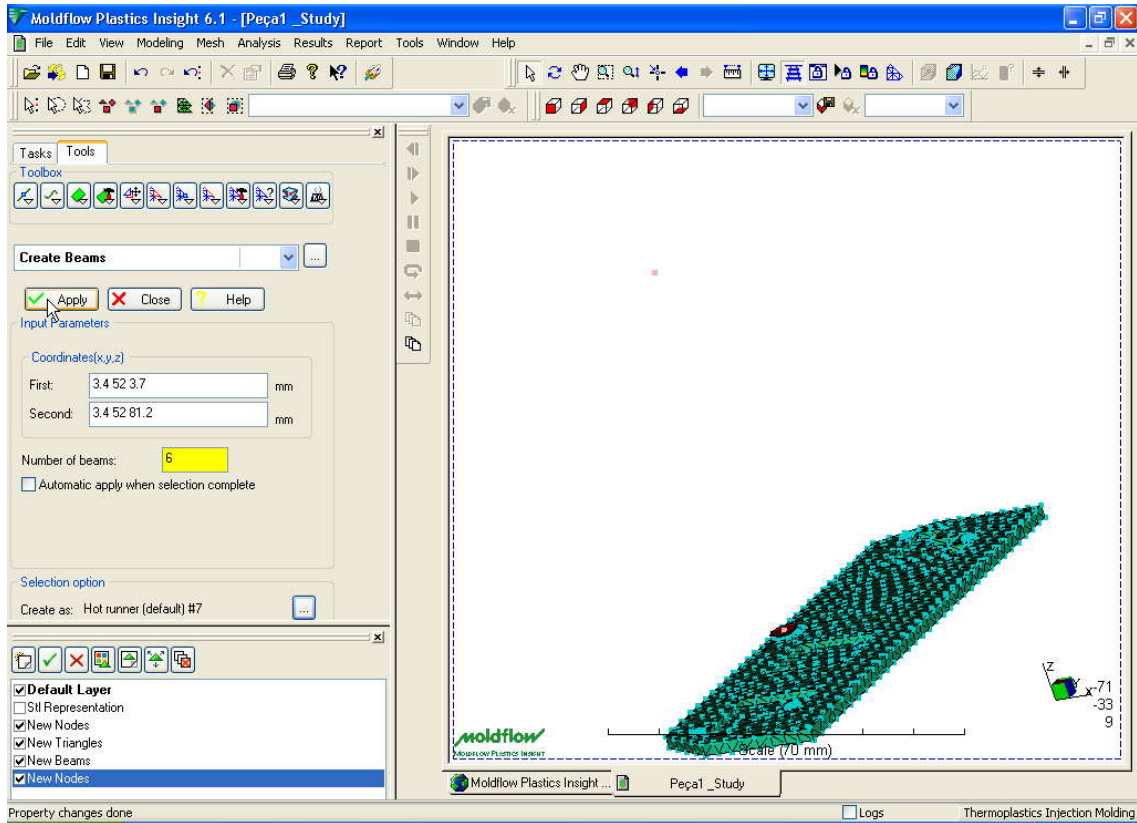 Moldflow Plastics Insight 6.1 - [Peça1 _Study]
File Edit View Modeling Mesh Analysis Results Report Tools Window Help
Tasks Tools
Toolbox
Create Beams
Apply Close ? Help
Input Parameters
Coordinates(x,y,z)
First: 3.4 52 3.7 mm
Second: 3.4 52 81.2 mm
Number of beams: 6
Automatic apply when selection complete
Selection option
Create as: Hot runner (default) #7 ...
Default Layer
Stl Representation
New Nodes
New Triangles
New Beams
New Nodes
Z
Y x -71
-33
9
moldflow
MOLDFLOW PLASTICS INSIGHT
Scale (70 mm)
Moldflow Plastics Insight ... Peça1 _Study
Property changes done Logs Thermoplastics Injection Molding